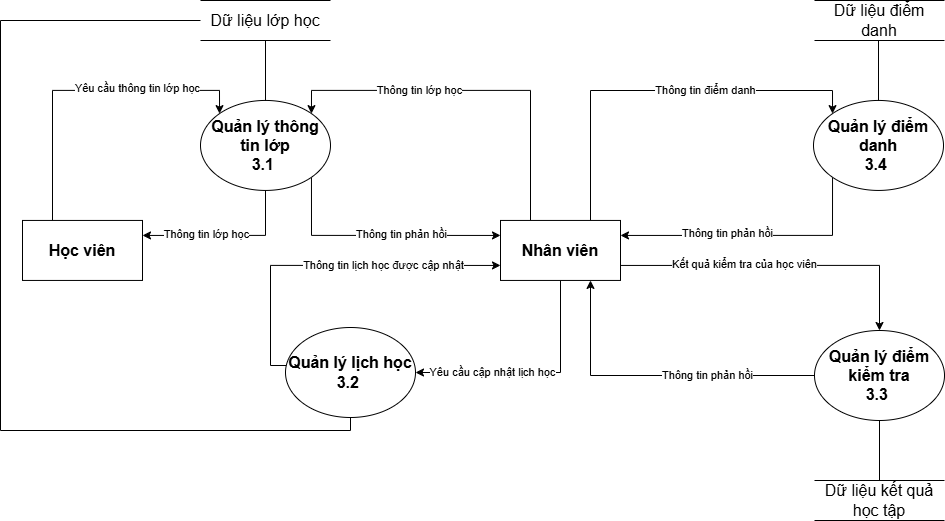 Dữ liệu lớp học
Dữ liệu điểm
danh
Yêu cầu thông tin lớp học
Thông tin lớp học
Thông tin điểm danh
Quản lý thông
tin lớp
3.1
Quản lý điểm
danh
3.4
Thông tin lớp học
Thông tin phản hồi
Thông tin phản hồi
Học viên
Nhân viên
Thông tin lịch học được cập nhật
Kết quả kiểm tra của học viên
Quản lý lịch học
3.2
Yêu cầu cập nhật lịch học
Thông tin phản hồi
Quản lý điểm
kiểm tra
3.3
Dữ liệu kết quả
học tập